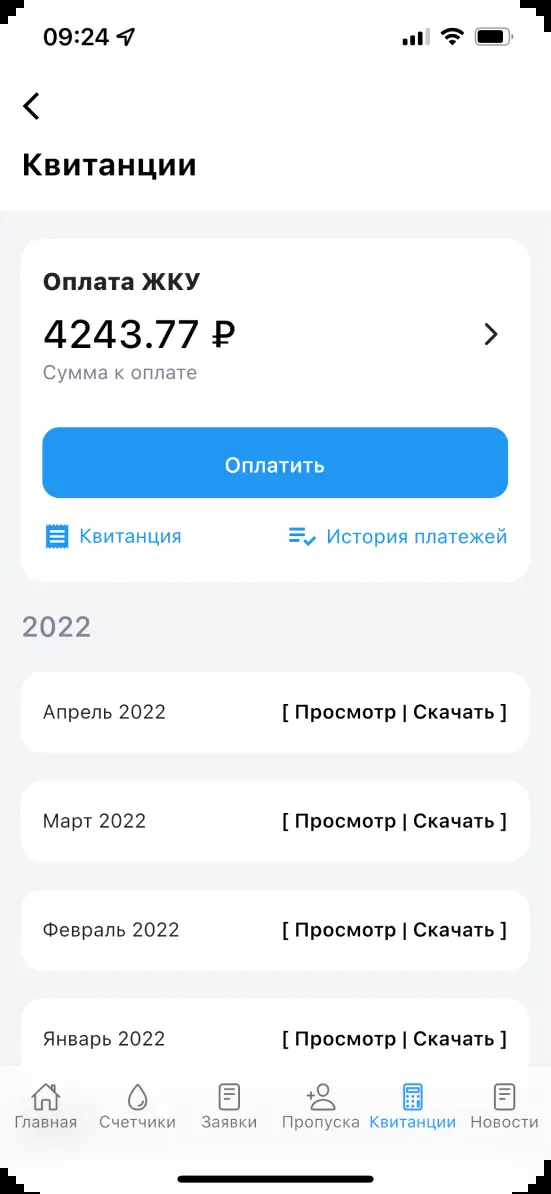 09:24
Квитанции
Оплата ЖКУ
4243.77 ₽
Сумма к оплате
Оплатить
Квитанция История платежей
2022
Апрель 2022 [ Просмотр | Скачать ]
Март 2022 [ Просмотр | Скачать ]
Февраль 2022 [ Просмотр | Скачать ]
Январь 2022 [ Просмотр | Скачать ]
Главная Счетчики Заявки Пропуска Квитанции Новости